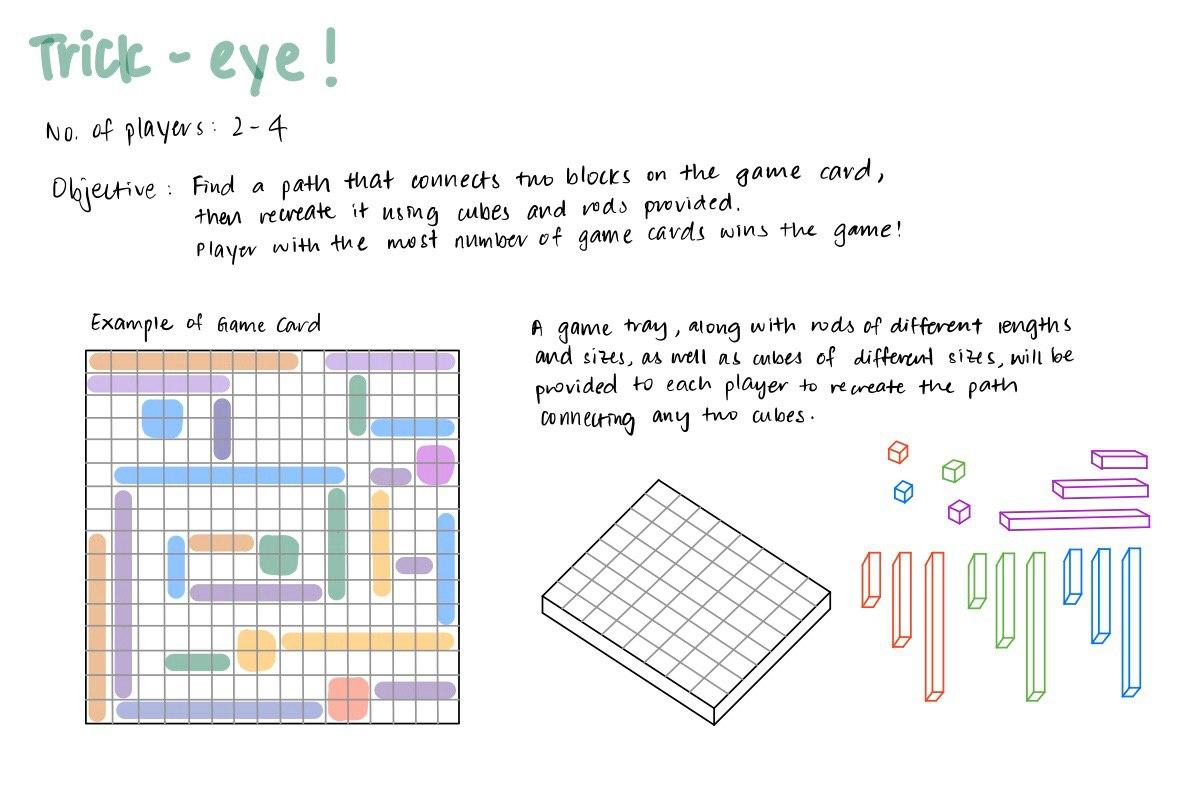 Trick - eye!
No. of players: 2-4
Objective: Find a path that connects two blocks on the game card,
then recreate it using cubes and rods provided.
Player with the most number of game cards wins the game!
Example of Game Card
A game tray, along with rods of different lengths
and sizes, as well as cubes of different sizes, will be
provided to each player to recreate the path
connecting any two cubes.